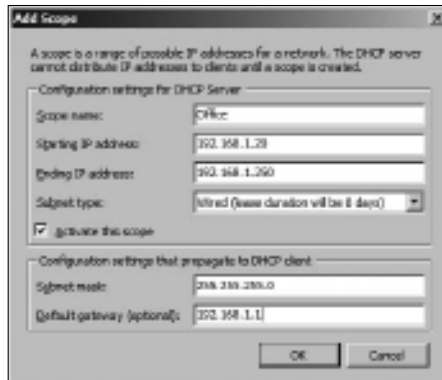 Add Scope
A scope is a range of possible IP addresses for a network. The DHCP server
cannot distribute IP addresses to clients until a scope is created.
Configuration settings for DHCP Server
Scope name: Office
Starting IP address: 192.168.1.20
Ending IP address: 192.168.1.250
Subnet type: Wired (lease duration will be 8 days)
Activate this scope
Configuration settings that propagate to DHCP client
Subnet mask: 255.255.255.0
Default gateway (optional): 192.168.1.1
OK Cancel